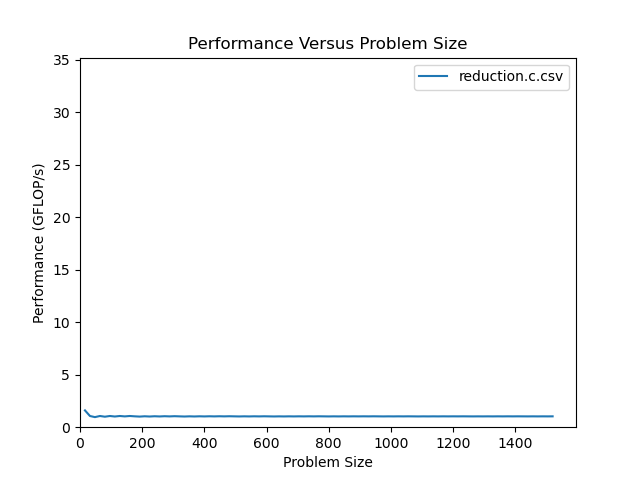 Performance Versus Problem Size
reduction.c.csv
35
30
25
20
15
10
5
0
Performance (GFLOP/s)
0 200 400 600 800 1000 1200 1400
Problem Size